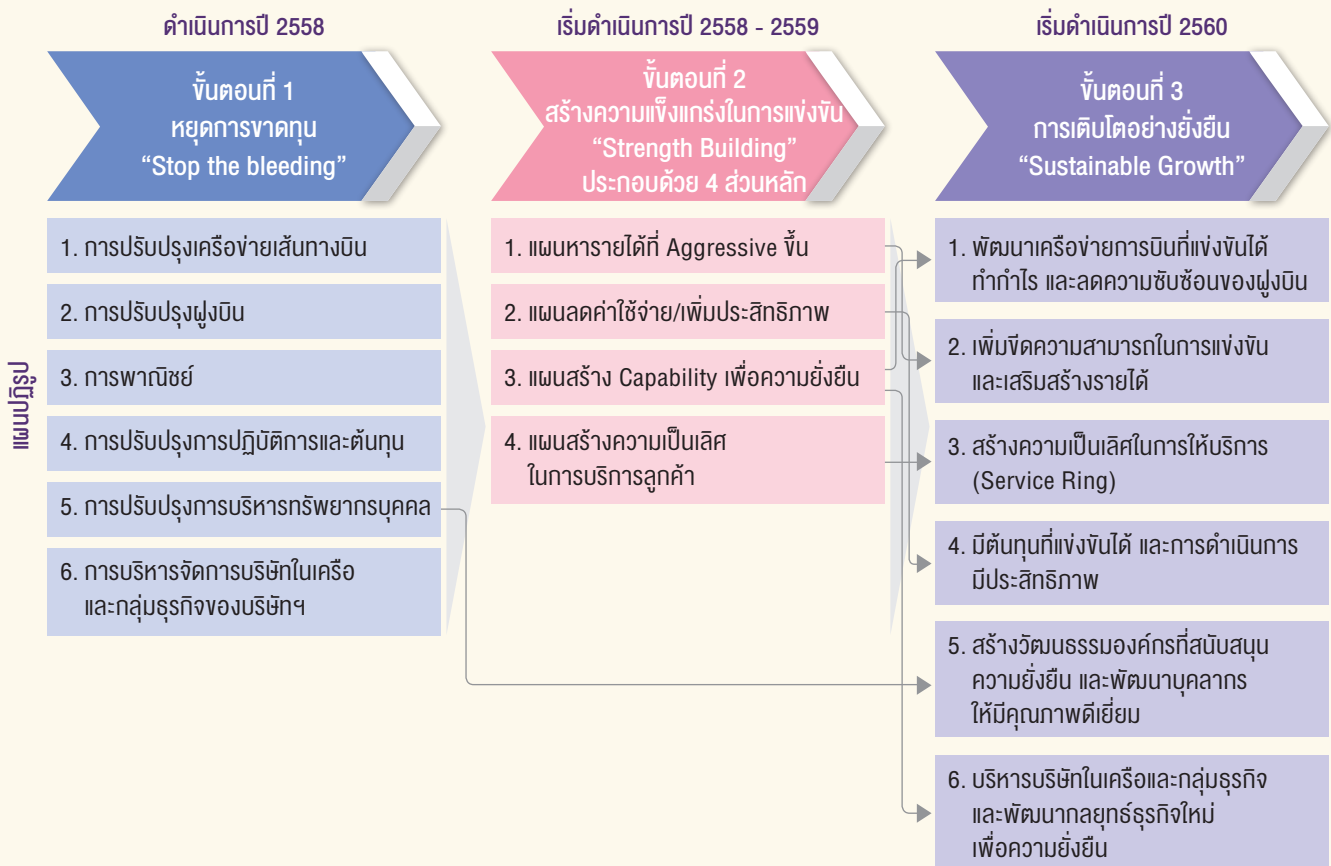 ดำเนินการปี 2558
ขั้นตอนที่ 1
หยุดการขาดทุน
“Stop the bleeding”
เริ่มดำเนินการปี 2558 - 2559
ขั้นตอนที่ 2
สร้างความแข็งแกร่งในการแข่งขัน
“Strength Building”
ประกอบด้วย 4 ส่วนหลัก
เริ่มดำเนินการปี 2560
ขั้นตอนที่ 3
การเติบโตอย่างยั่งยืน
“Sustainable Growth”
แผนปฏิรูป
1. การปรับปรุงเครือข่ายเส้นทางบิน
2. การปรับปรุงฝูงบิน
3. การพาณิชย์
4. การปรับปรุงการปฏิบัติการและต้นทุน
5. การปรับปรุงการบริหารทรัพยากรบุคคล
6. การบริหารจัดการบริษัทในเครือ
และกลุ่มธุรกิจของบริษัทฯ
1. แผนหารายได้ที่ Aggressive ขึ้น
2. แผนลดค่าใช้จ่าย/เพิ่มประสิทธิภาพ
3. แผนสร้าง Capability เพื่อความยั่งยืน
4. แผนสร้างความเป็นเลิศ
ในการบริการลูกค้า
1. พัฒนาเครือข่ายการบินที่แข่งขันได้
ทำกำไร และลดความซับซ้อนของฝูงบิน
2. เพิ่มขีดความสามารถในการแข่งขัน
และเสริมสร้างรายได้
3. สร้างความเป็นเลิศในการให้บริการ
(Service Ring)
4. มีต้นทุนที่แข่งขันได้ และการดำเนินการ
มีประสิทธิภาพ
5. สร้างวัฒนธรรมองค์กรที่สนับสนุน
ความยั่งยืน และพัฒนาบุคลากร
ให้มีคุณภาพดีเยี่ยม
6. บริหารบริษัทในเครือและกลุ่มธุรกิจ
และพัฒนากลยุทธ์ธุรกิจใหม่
เพื่อความยั่งยืน